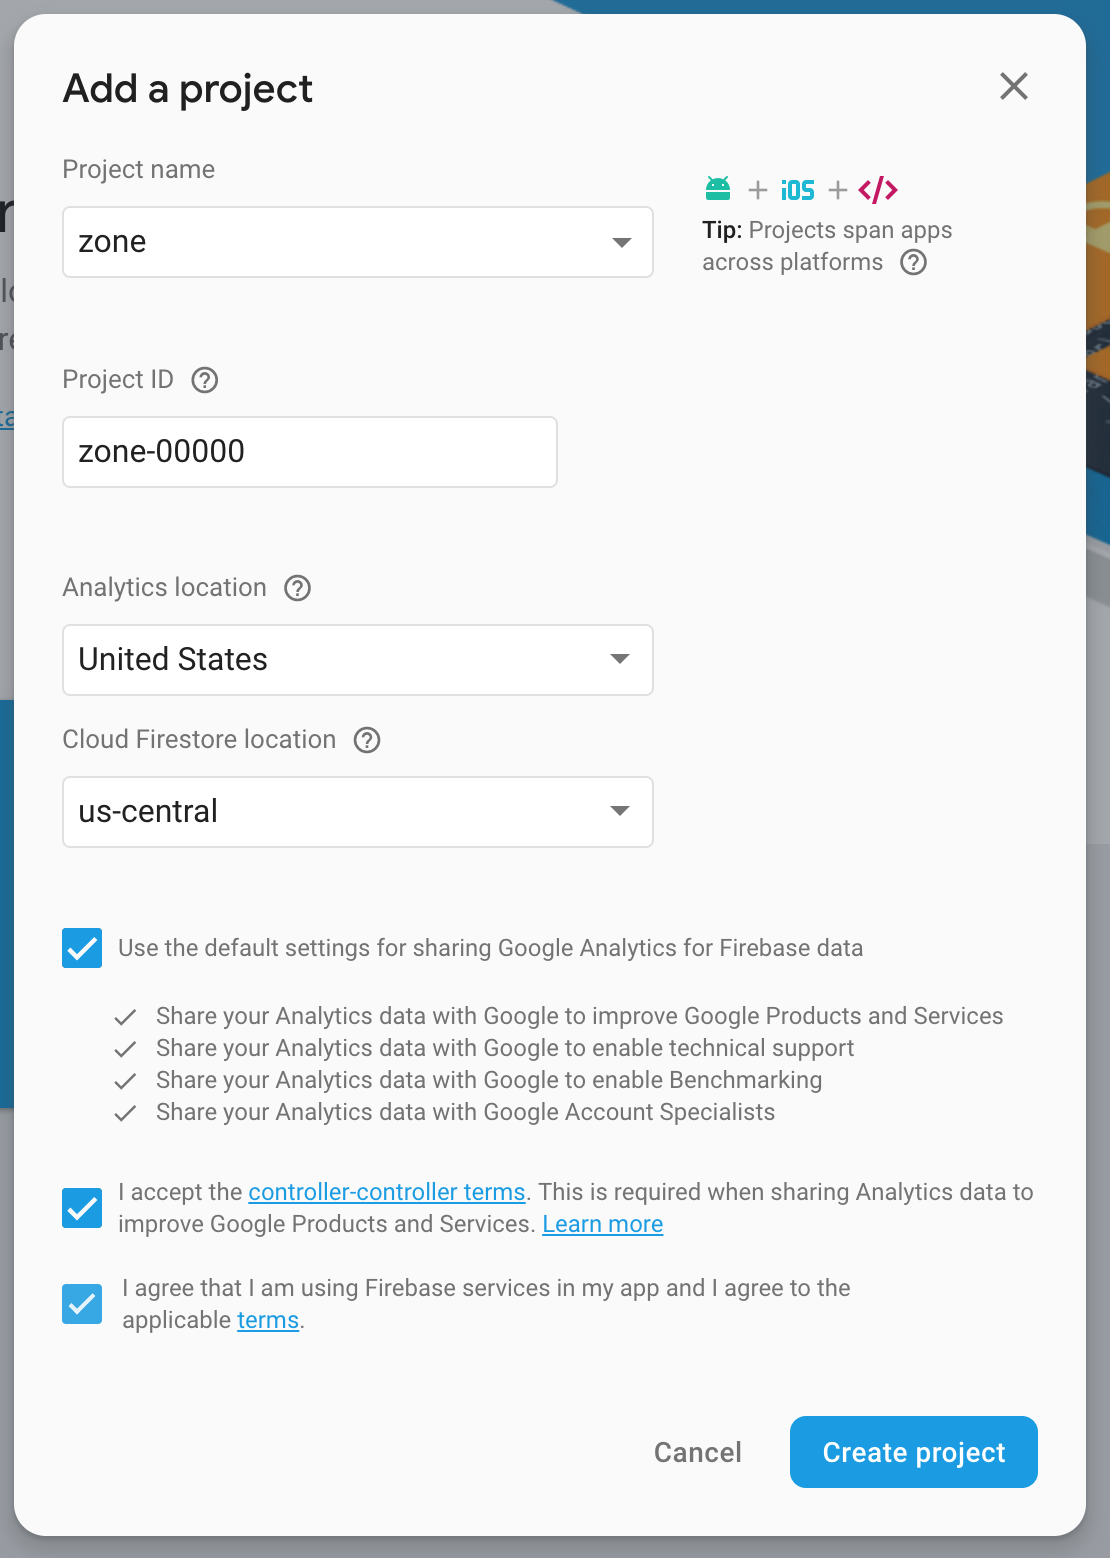 Add a project
Project name
zone
+ iOS + </>
Tip: Projects span apps
across platforms
Project ID
zone-00000
Analytics location
United States
Cloud Firestore location
us-central
Use the default settings for sharing Google Analytics for Firebase data
Share your Analytics data with Google to improve Google Products and Services
Share your Analytics data with Google to enable technical support
Share your Analytics data with Google to enable Benchmarking
Share your Analytics data with Google Account Specialists
I accept the controller-controller terms. This is required when sharing Analytics data to
improve Google Products and Services. Learn more
I agree that I am using Firebase services in my app and I agree to the
applicable terms.
Cancel
Create project